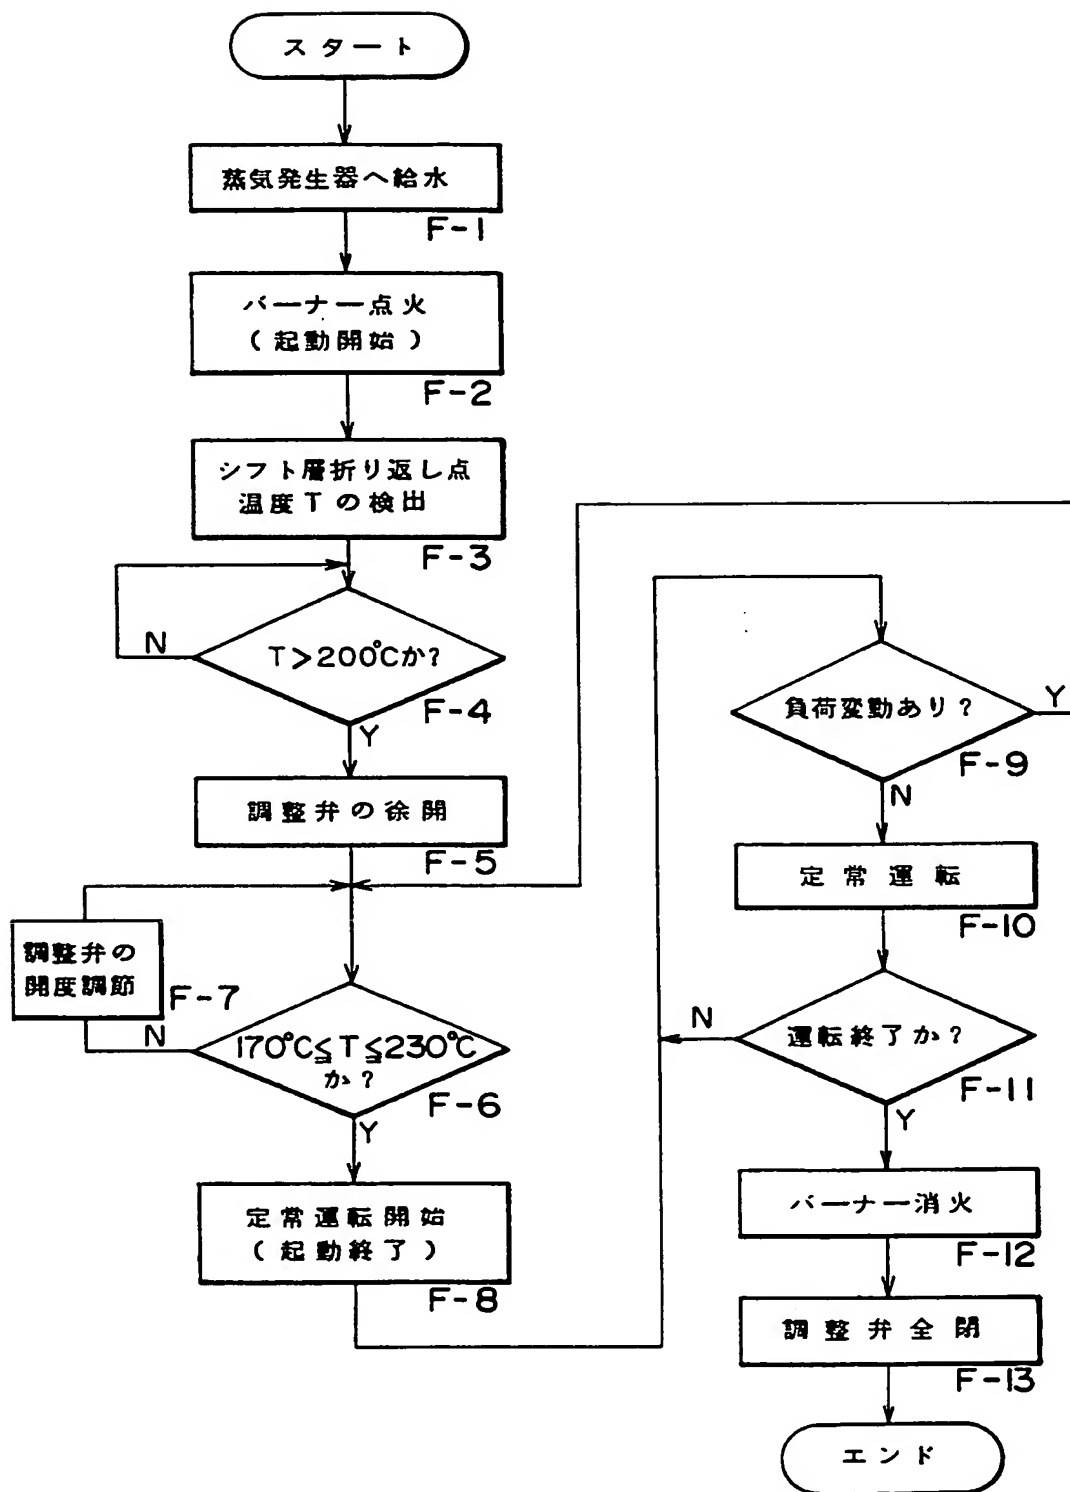 スタート
蒸気発生器へ給水
F-1
バーナー点火
(起動開始)
F-2
シフト層折り返し点
温度Tの検出
F-3
T>200℃か?
N
F-4
Y
調整弁の徐開
F-5
調整弁の
開度調節
F-7
N
170℃≦T≦230℃
か?
F-6
Y
定常運転開始
(起動終了)
F-8
負荷変動あり?
Y
F-9
N
定常運転
F-10
運転終了か?
N
F-11
Y
バーナー消火
F-12
調整弁全閉
F-13
エンド